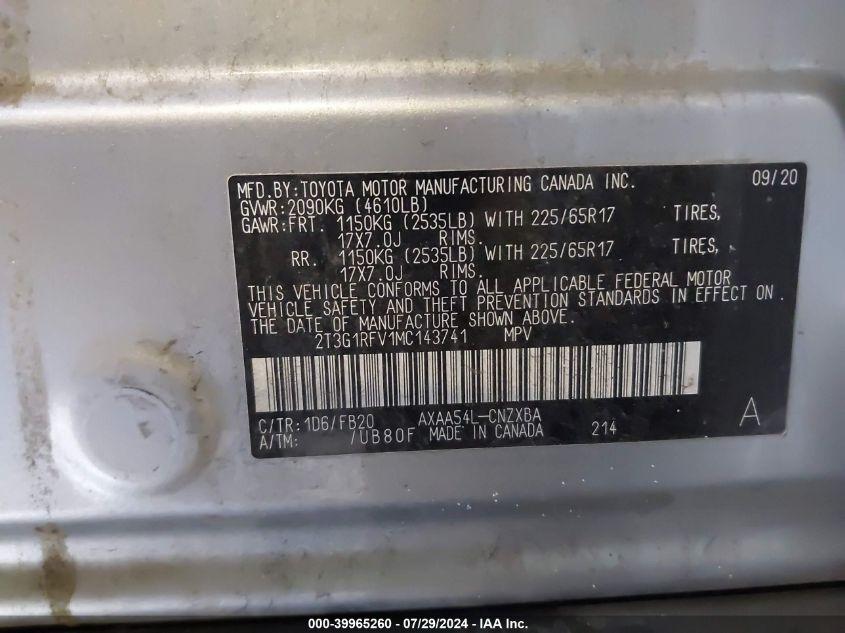 MFD.BY:TOYOTA MOTOR MANUFACTURING CANADA INC. 09/20
GVWR:2090KG (4610LB)
GAWR:FRT. 1150KG (2535LB) WITH 225/65R17 TIRES,
17X7.0J RIMS.
RR. 1150KG (2535LB) WITH 225/65R17 TIRES,
17X7.0J RIMS.
THIS VEHICLE CONFORMS TO ALL APPLICABLE FEDERAL MOTOR
VEHICLE SAFETY AND THEFT PREVENTION STANDARDS IN EFFECT ON
THE DATE OF MANUFACTURE SHOWN ABOVE.
2T3G1RFV1MC143741 MPV
C/TR:1D6/FB20 AXAA54L-CNZXBA A
A/TM: /UB80F MADE IN CANADA 214
000-39965260 - 07/29/2024 - IAA Inc.